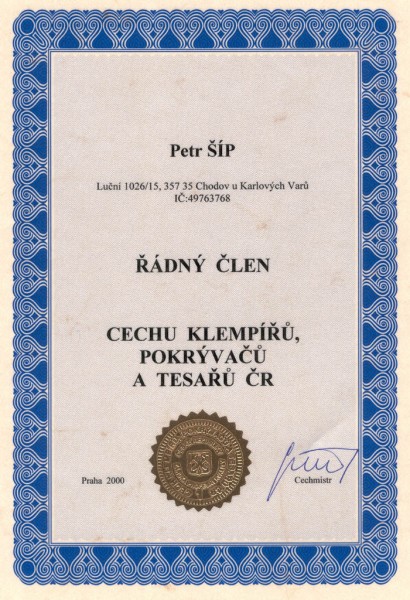 Petr ŠÍP
Luční 1026/15, 357 35 Chodov u Karlových Varů
IČ:49763768
ŘÁDNÝ ČLEN
CECHU KLEMPÍŘŮ,
POKRÝVAČŮ
A TESAŘŮ ČR
Praha 2000
Cechmistr